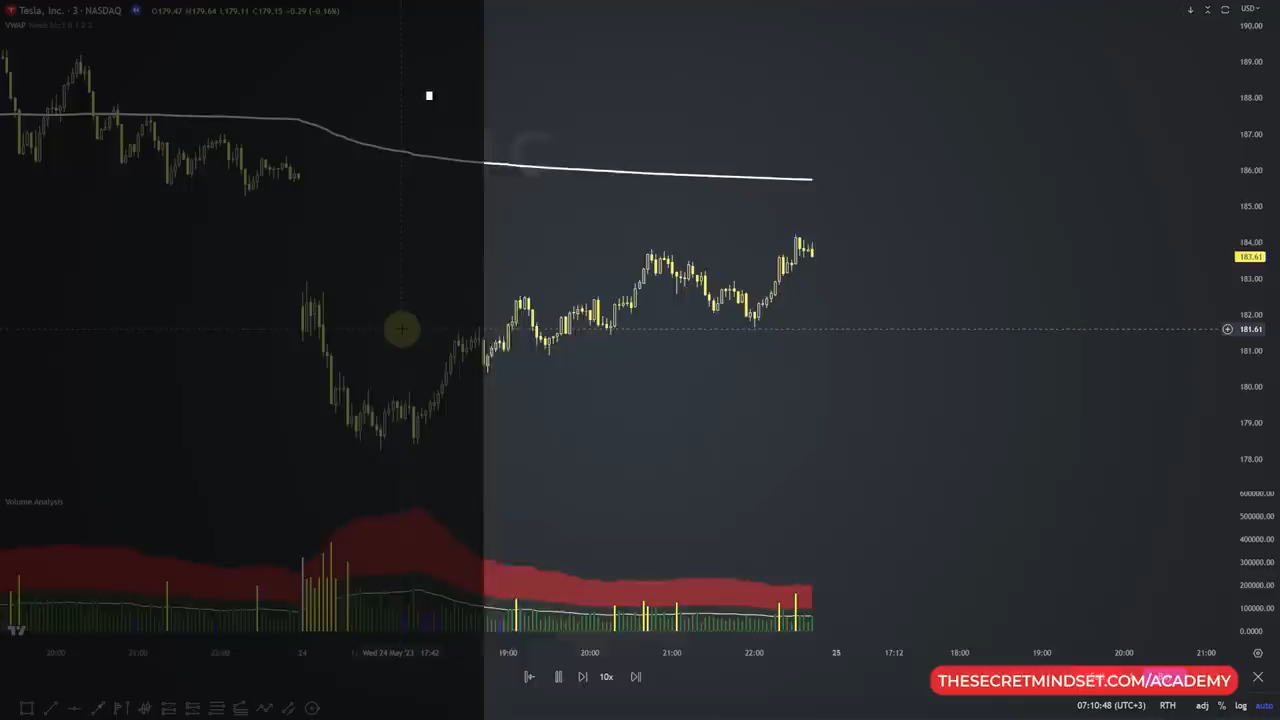 Tesla, Inc. · 3 · NASDAQ O179.47 H179.64 L179.11 C179.15 −0.29 (−0.16%)
USD
VWAP
190.00
189.00
188.00
187.00
186.00
185.00
184.00
183.61
183.00
182.00
181.61
181.00
180.00
179.00
178.00
Volume Analysis
600000.00
500000.00
400000.00
300000.00
200000.00
100000.00
0.0000
20:00 21:00 22:00 24 Wed 24 May '23 17:42 19:00 20:00 21:00 22:00 25 17:12 18:00 19:00 20:00 21:00
10x
THESECRETMINDSET.COM/ACADEMY
07:10:48 (UTC+3) RTH adj % log auto